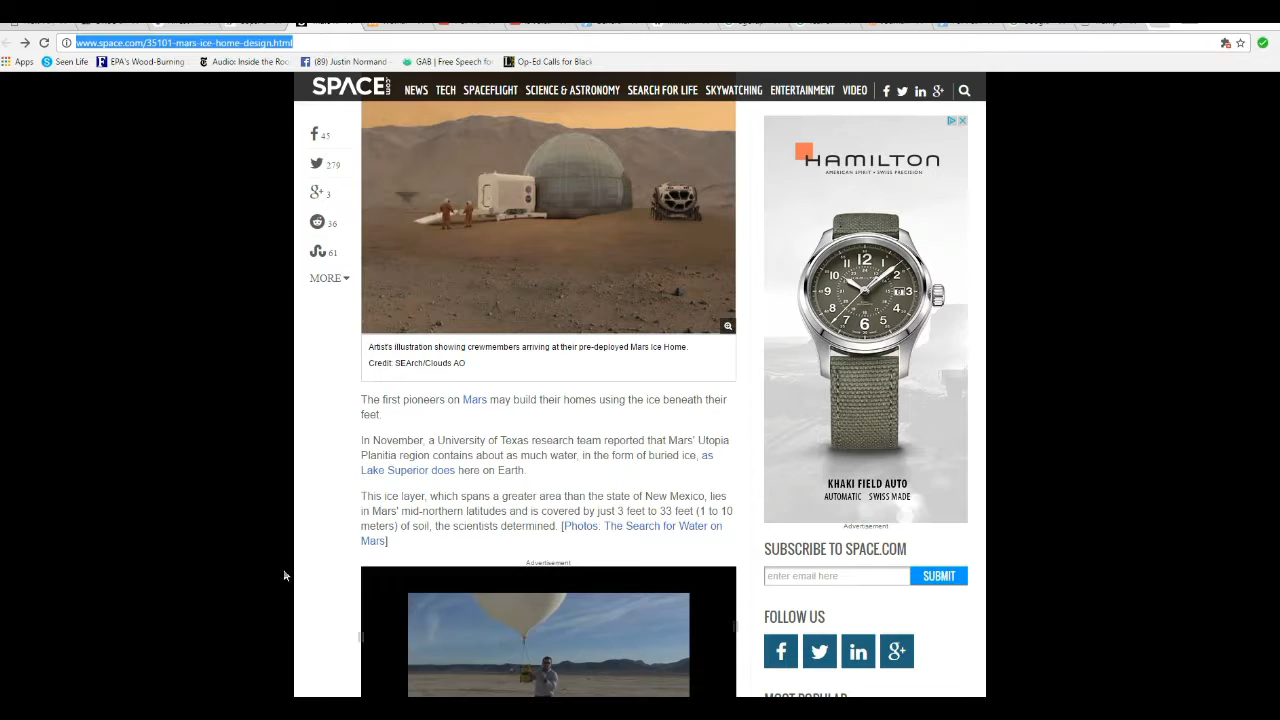 www.space.com/35101-mars-ice-home-design.html
Apps
Seen Life
EPA's Wood-Burning
Audio: Inside the Roc
(89) Justin Normand -
GAB | Free Speech fo
Op-Ed Calls for Black
SPACE.com
NEWS TECH SPACEFLIGHT SCIENCE & ASTRONOMY SEARCH FOR LIFE SKYWATCHING ENTERTAINMENT VIDEO
45
279
3
36
61
MORE
Artist's illustration showing crewmembers arriving at their pre-deployed Mars Ice Home.
Credit: SEArch/Clouds AO
The first pioneers on Mars may build their homes using the ice beneath their
feet.
In November, a University of Texas research team reported that Mars' Utopia
Planitia region contains about as much water, in the form of buried ice, as
Lake Superior does here on Earth.
This ice layer, which spans a greater area than the state of New Mexico, lies
in Mars' mid-northern latitudes and is covered by just 3 feet to 33 feet (1 to 10
meters) of soil, the scientists determined. [Photos: The Search for Water on
Mars]
Advertisement
HAMILTON
AMERICAN SPIRIT • SWISS PRECISION
KHAKI FIELD AUTO
AUTOMATIC SWISS MADE
Advertisement
SUBSCRIBE TO SPACE.COM
enter email here
SUBMIT
FOLLOW US
MOST POPULAR